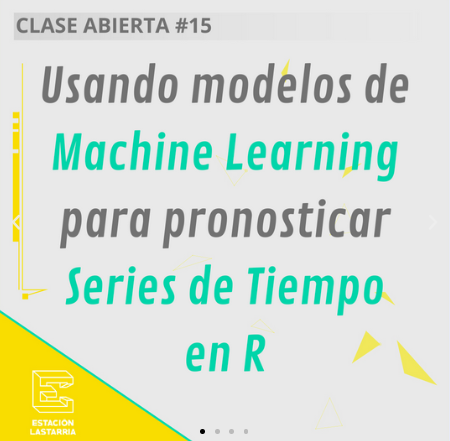 CLASE ABIERTA #15
Usando modelos de
Machine Learning
para pronosticar
Series de Tiempo
en R
ESTACIÓN
LASTARRIA